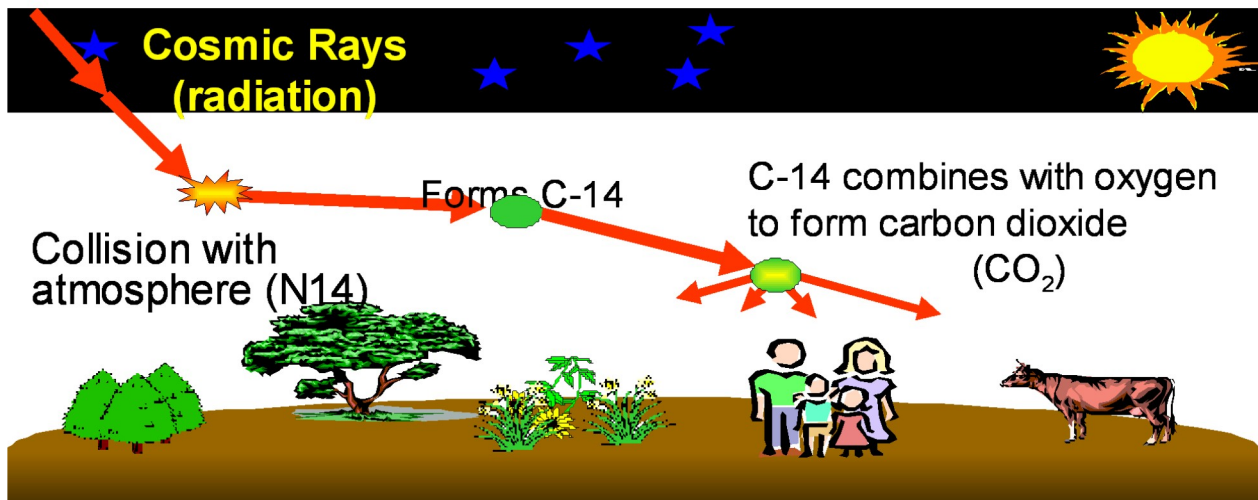 Cosmic Rays
(radiation)
Forms C-14
C-14 combines with oxygen
to form carbon dioxide
(CO₂)
Collision with
atmosphere (N14)